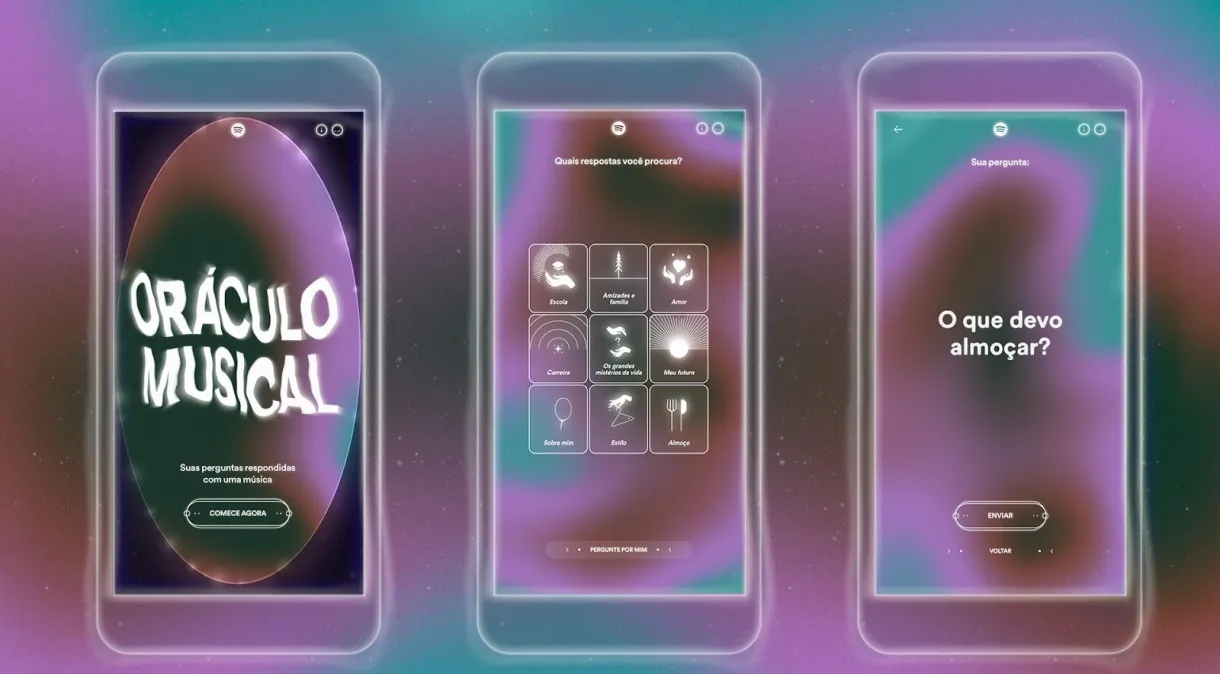 ORÁCULO
MUSICAL
Suas perguntas respondidas
com uma música
COMECE AGORA
Quais respostas você procura?
Escola
Amizades e
família
Amor
Carreira
?
Os grandes
mistérios da vida
Meu futuro
Sobre mim
Estilo
Almoço
PERGUNTE POR MIM
Sua pergunta:
O que devo
almoçar?
ENVIAR
VOLTAR